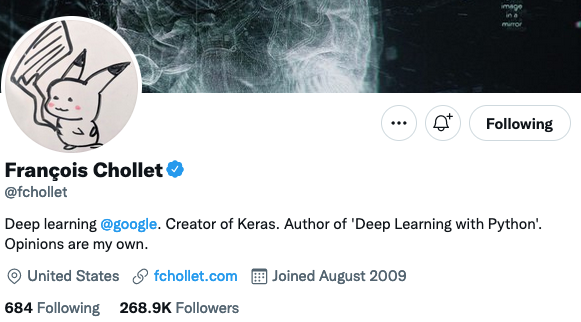 image
in a
mirror
Following
François Chollet
@fchollet
Deep learning @google. Creator of Keras. Author of 'Deep Learning with Python'.
Opinions are my own.
United States fchollet.com Joined August 2009
684 Following 268.9K Followers